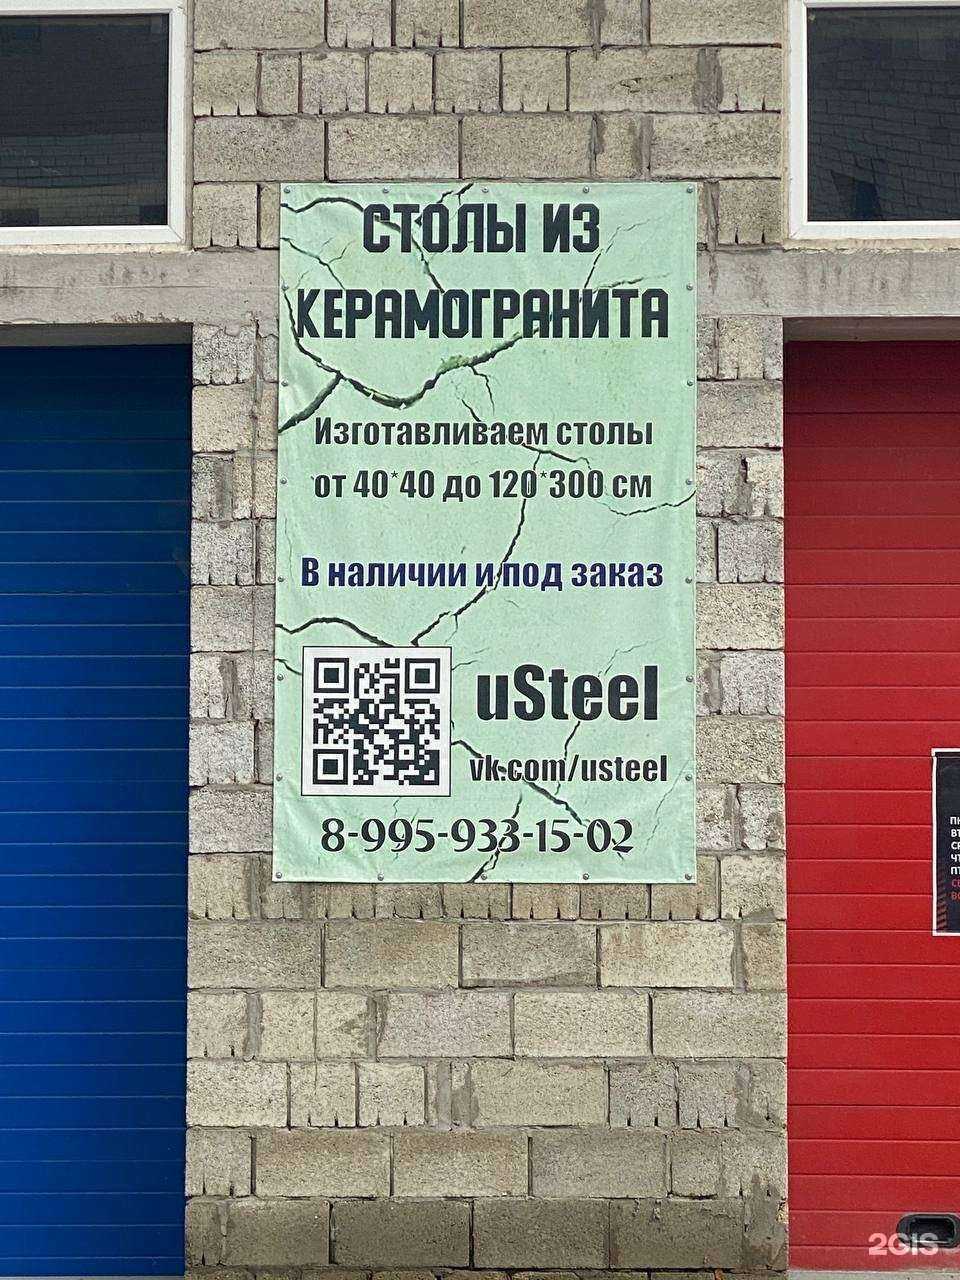 СТОЛЫ ИЗ
КЕРАМОГРАНИТА
Изготавливаем столы
от 40*40 до 120*300 см
В наличии и под заказ
uSteel
vk.com/usteel
8-995-933-15-02
2GIS